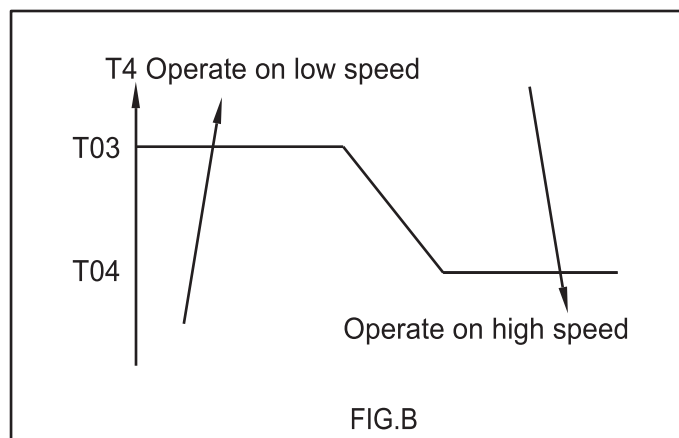 T4 Operate on low speed
T03
T04
Operate on high speed
FIG.B